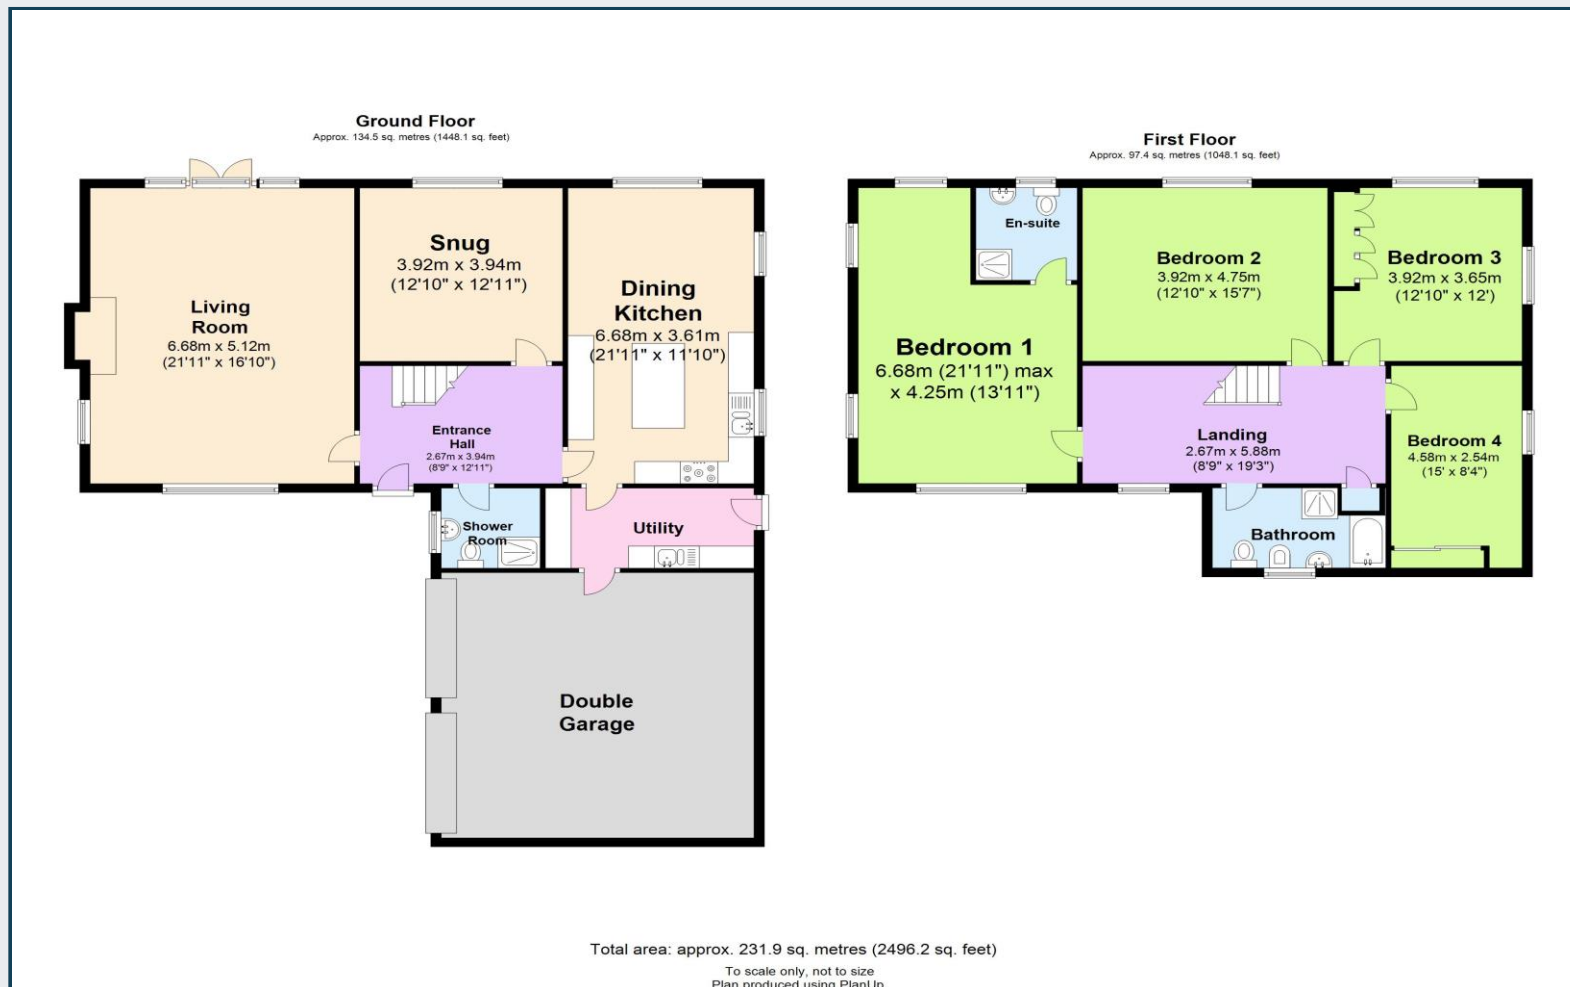 Ground Floor
Approx. 134.5 sq. metres (1448.1 sq. feet)
Living
Room
6.68m x 5.12m
(21'11" x 16'10")
Snug
3.92m x 3.94m
(12'10" x 12'11")
Dining
Kitchen
6.68m x 3.61m
(21'11" x 11'10")
Entrance
Hall
2.67m x 3.94m
(8'9" x 12'11")
Shower
Room
Utility
Double
Garage
First Floor
Approx. 97.4 sq. metres (1048.1 sq. feet)
Bedroom 1
6.68m (21'11") max
x 4.25m (13'11")
En-suite
Bedroom 2
3.92m x 4.75m
(12'10" x 15'7")
Bedroom 3
3.92m x 3.65m
(12'10" x 12')
Landing
2.67m x 5.88m
(8'9" x 19'3")
Bedroom 4
4.58m x 2.54m
(15' x 8'4")
Bathroom
Total area: approx. 231.9 sq. metres (2496.2 sq. feet)
To scale only, not to size
Plan produced using PlanUp.